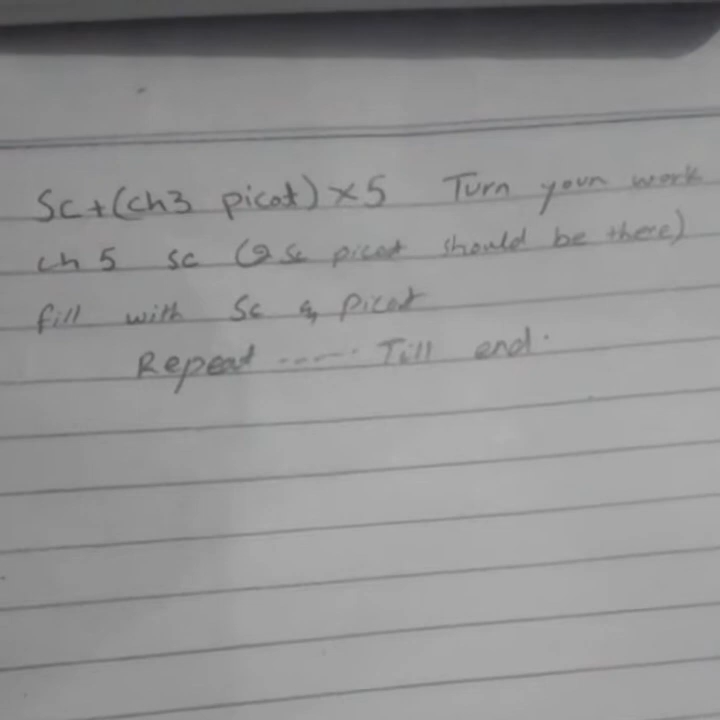 Sc+(ch3 picot)×5 Turn your work
ch 5 sc (2 sc picot should be there)
fill with Sc & Picot
Repeat ----- Till end.